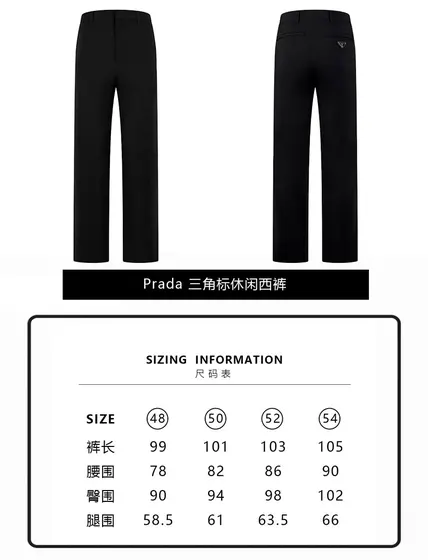 Prada 三角标休闲西裤
SIZING INFORMATION
尺码表
SIZE 48 50 52 54
裤长 99 101 103 105
腰围 78 82 86 90
臀围 90 94 98 102
腿围 58.5 61 63.5 66